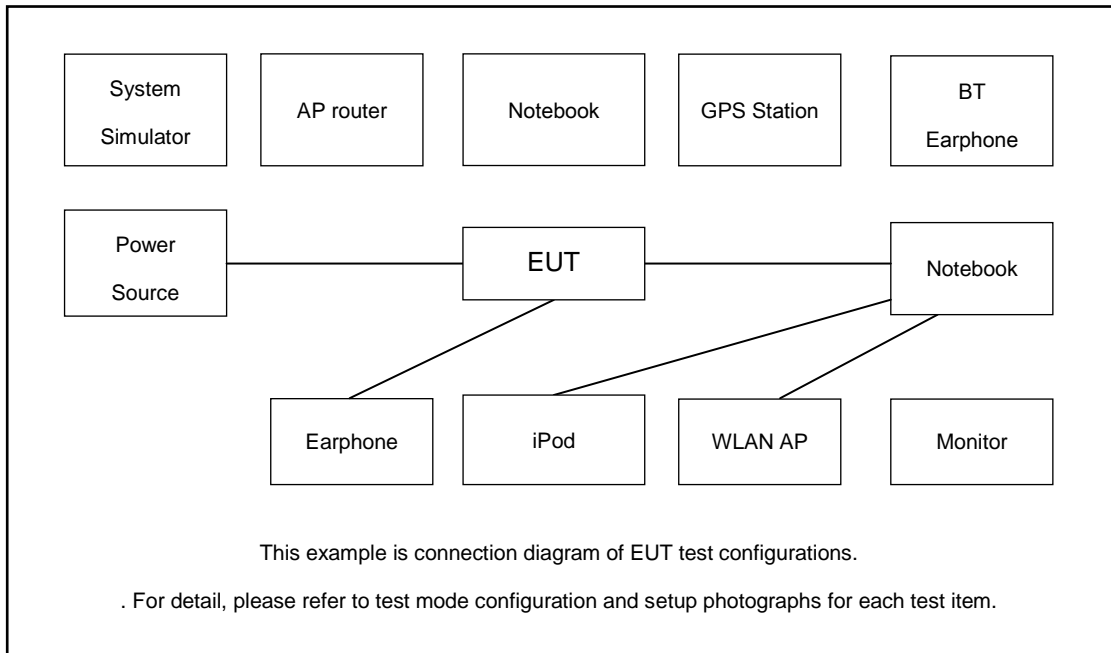 System
Simulator
AP router
Notebook
GPS Station
BT
Earphone
Power
Source
EUT
Notebook
Earphone
iPod
WLAN AP
Monitor
This example is connection diagram of EUT test configurations.
. For detail, please refer to test mode configuration and setup photographs for each test item.